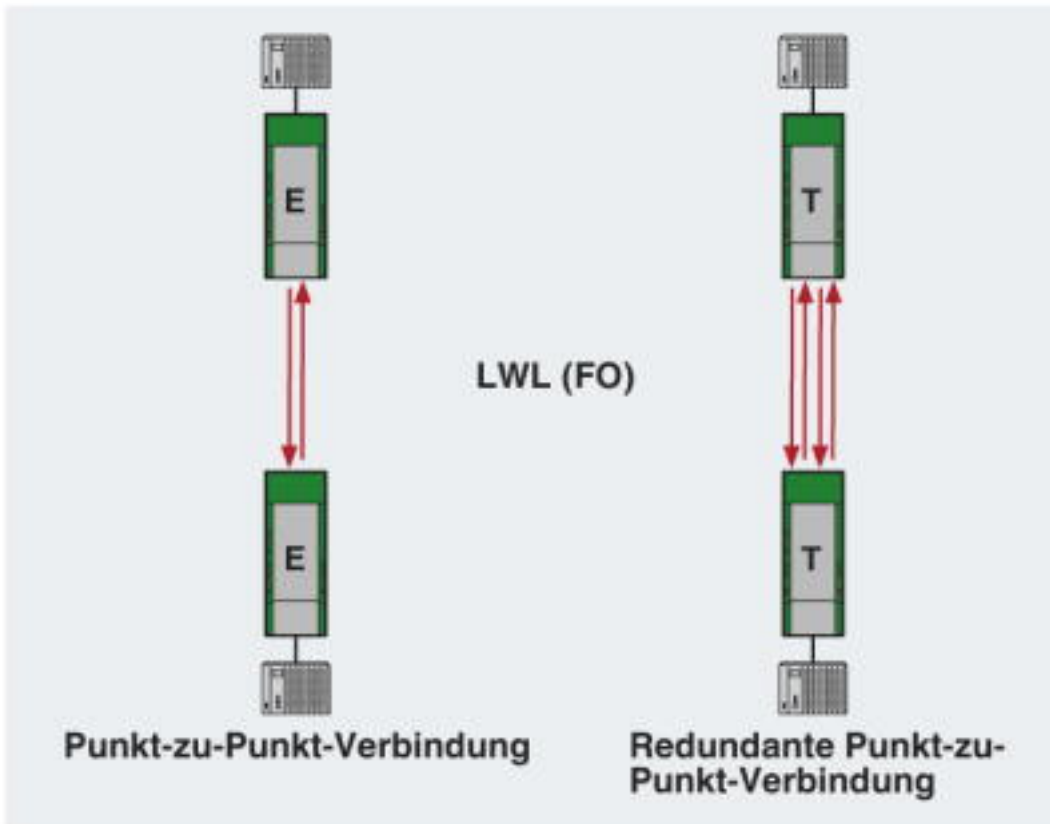 E
T
LWL (FO)
E
T
Punkt-zu-Punkt-Verbindung
Redundante Punkt-zu-
Punkt-Verbindung